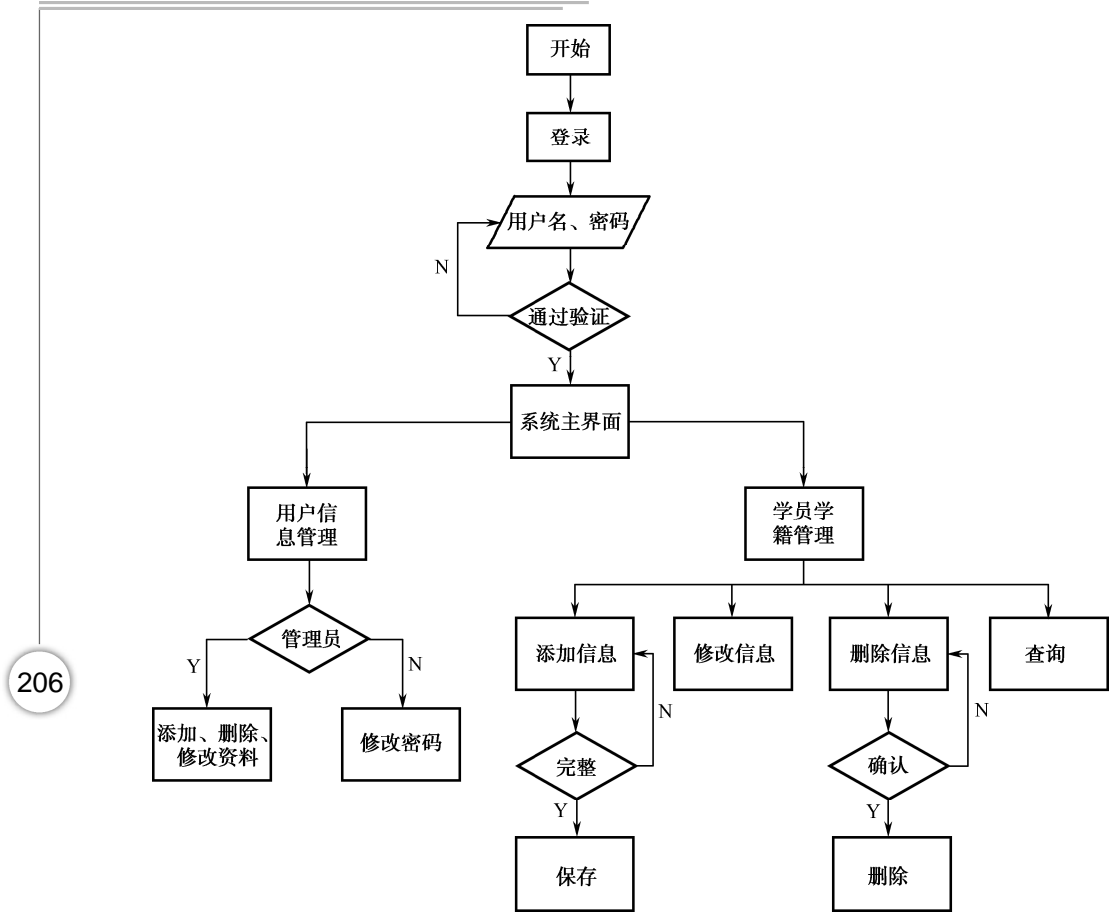 开始
登录
用户名、密码
N
通过验证
Y
系统主界面
用户信
息管理
学员学
籍管理
管理员
Y
N
添加信息
修改信息
删除信息
查询
206
添加、删除、
修改资料
修改密码
N
N
完整
确认
Y
Y
保存
删除